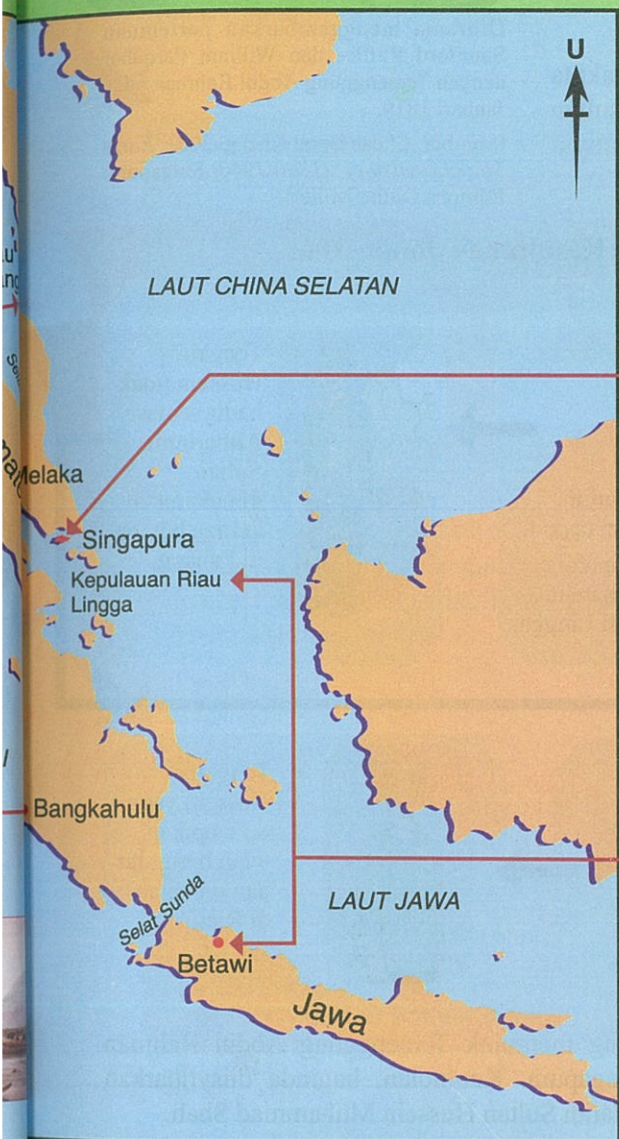 U
LAUT CHINA SELATAN
Melaka
Singapura
Kepulauan Riau
Lingga
Bangkahulu
Selat Sunda
LAUT JAWA
Betawi
Jawa